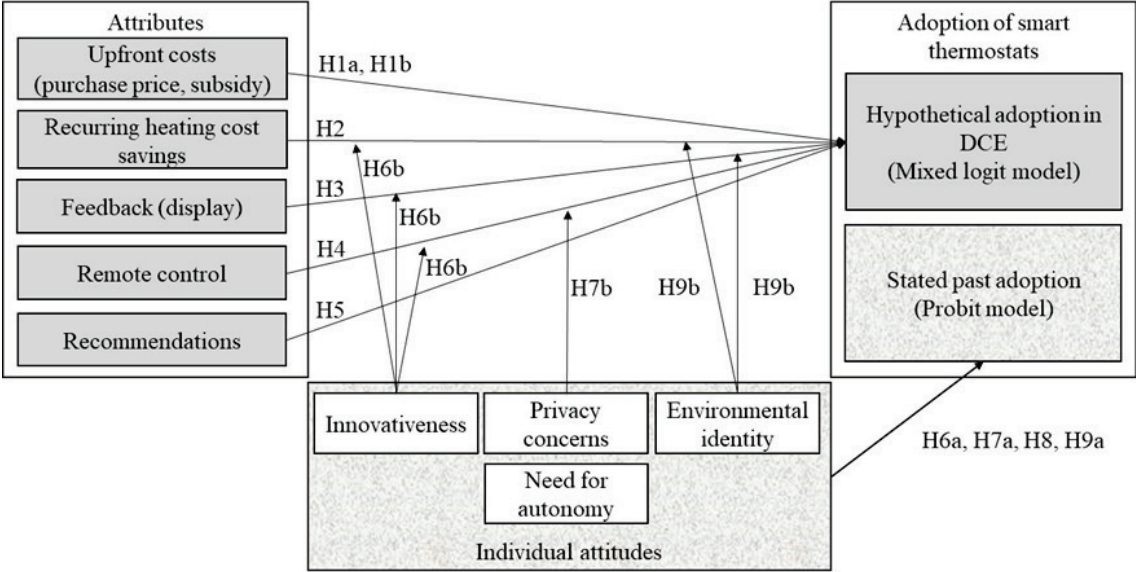 Attributes
Upfront costs
(purchase price, subsidy)
Recurring heating cost
savings
Feedback (display)
Remote control
Recommendations
H1a, H1b
H2
H3
H4
H5
H6b
H6b
H6b
H7b
H9b
H9b
Adoption of smart
thermostats
Hypothetical adoption in
DCE
(Mixed logit model)
Stated past adoption
(Probit model)
Innovativeness
Privacy
concerns
Environmental
identity
Need for
autonomy
Individual attitudes
H6a, H7a, H8, H9a